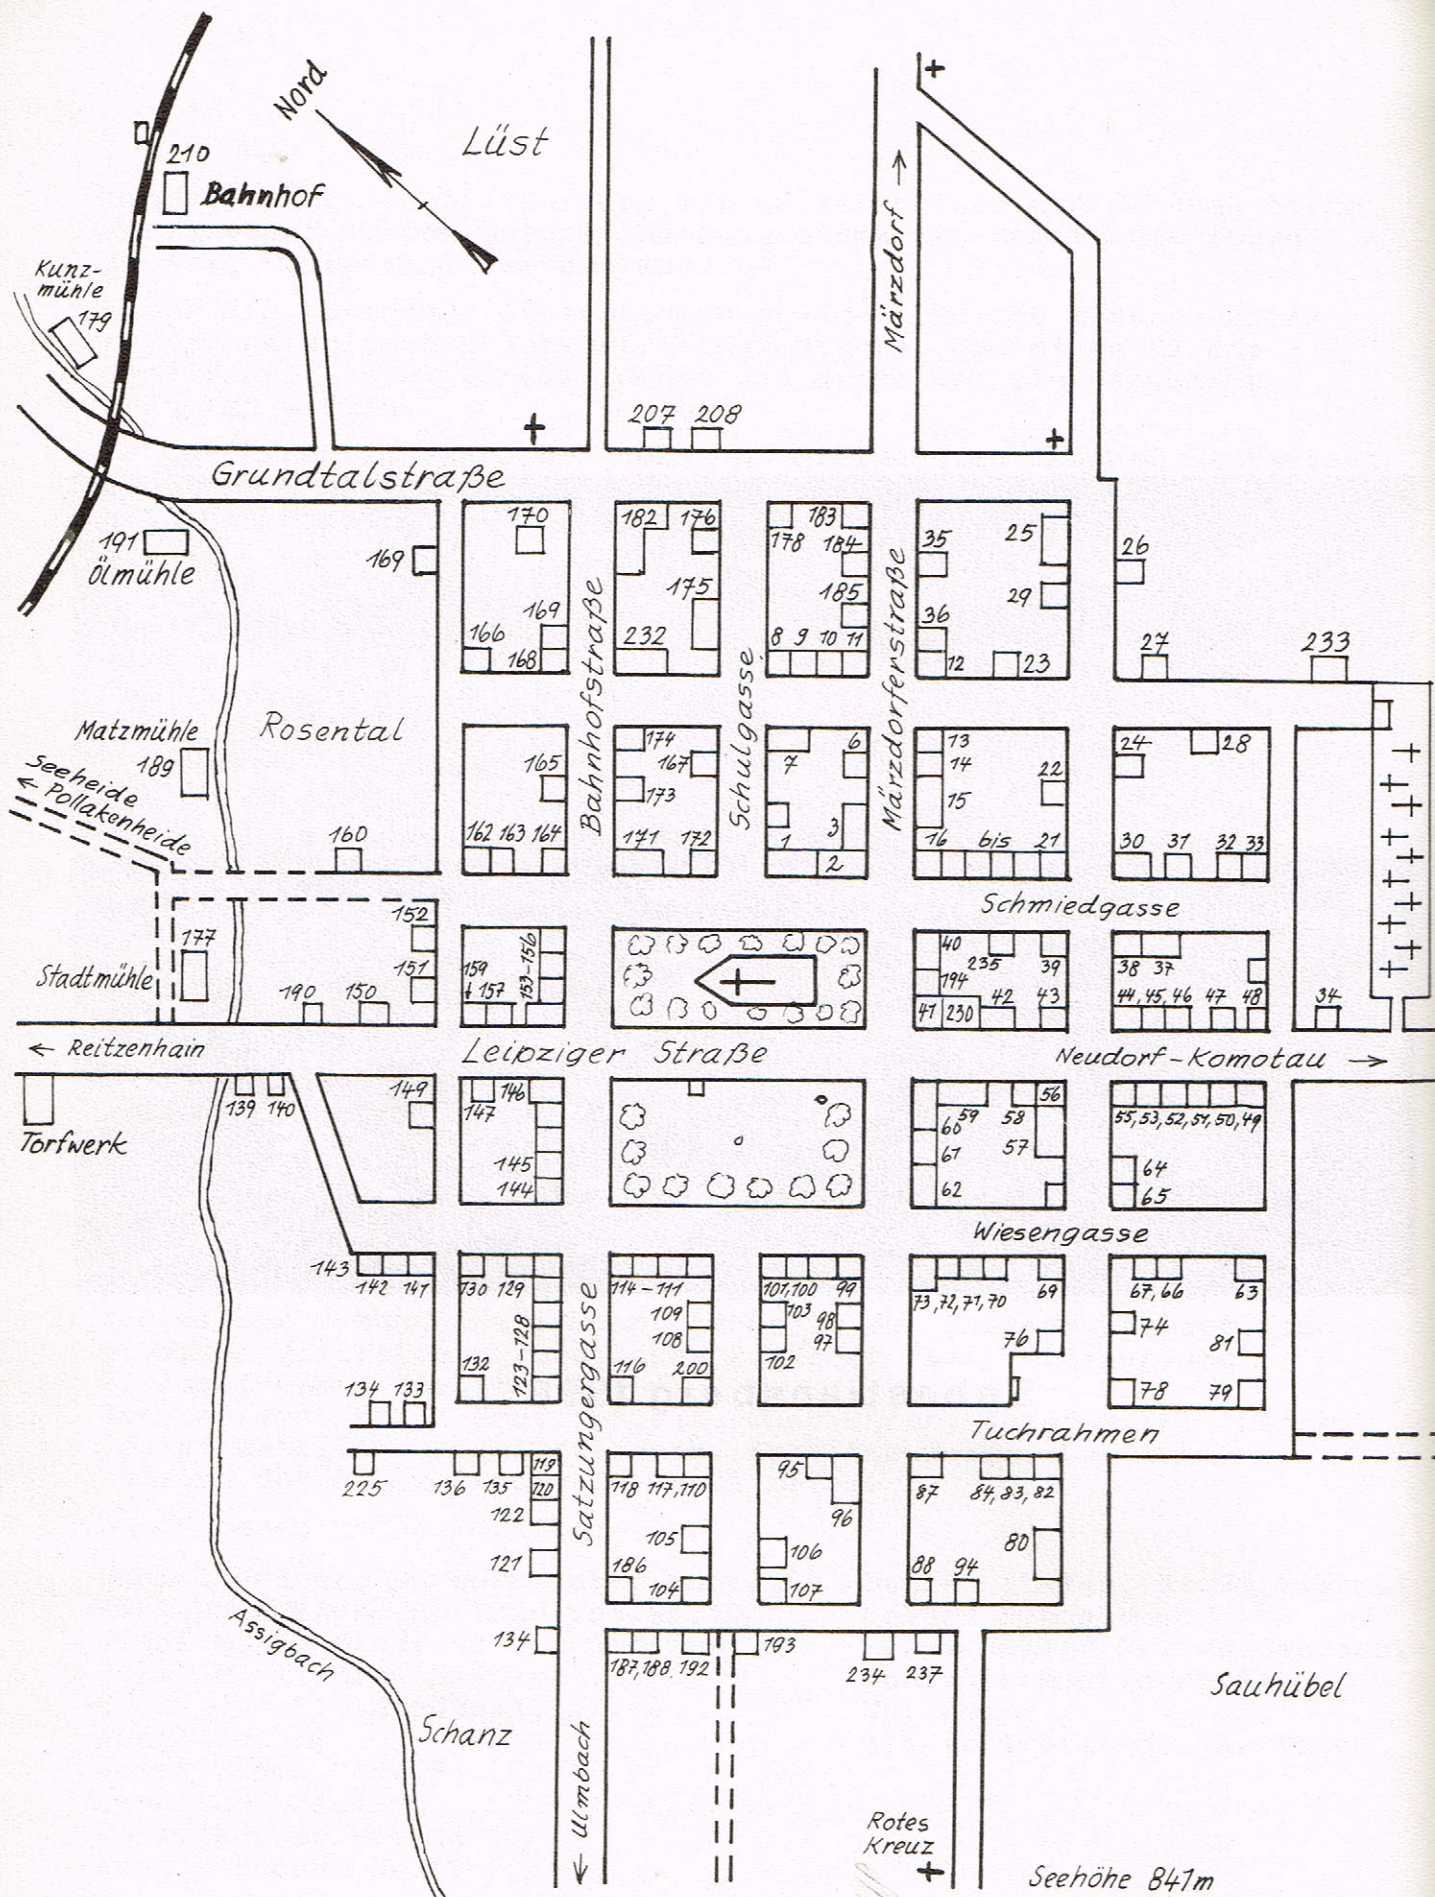 Nord
Lüst
210
Bahnhof
Märzdorf →
Kunz-
mühle
179
207 208
Grundtalstraße
191
Ölmühle
169
170
166
169
168
Bahnhofstraße
182 176
175
232
Schulgasse
183
178 184
185
8 9 10 11
Märzdorferstraße
35
36
12
25
29
23
26
27
233
Matzmühle
189
Rosental
← Seeheide
Pollakenheide
160
165
162 163 164
174
167
173
171 172
7
6
1
3
2
13
14
15
22
16 bis 21
24
28
30 31 32 33
Schmiedgasse
152
177
Stadtmühle
151
190 150
159
↓ 157
153-156
40
235
39
194
41 230
42 43
38 37
44, 45, 46 47 48
34
← Reitzenhain
Leipziger Straße
Neudorf-Komotau →
Torfwerk
139 140
149
146
147
145
144
60
59
58
56
61
57
62
55, 53, 52, 51, 50, 49
64
65
Wiesengasse
143
142 141
130 129
123-128
132
134 133
Satzungergasse
114-111
109
108
116 200
101, 100 99
103
98
97
102
73, 72, 71, 70
69
76
67, 66 63
74
81
78 79
Tuchrahmen
225
136 135
119
120
122
121
134
118 117, 110
105
186
104
95
96
106
107
87 84, 83, 82
80
88 94
187, 188, 192
193
234 237
Assigbach
Schanz
← Ulmbach
Sauhübel
Rotes
Kreuz
Seehöhe 841m